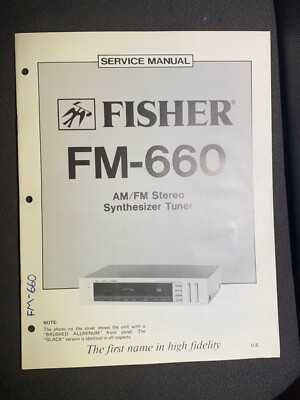 SERVICE MANUAL
FISHER®
FM-660
AM/FM Stereo
Synthesizer Tuner
FM-660
NOTE:
The photo on the cover shows the unit with a
"BRUSHED ALUMINUM" front panel. The
"BLACK" version is identical in all respects.
The first name in high fidelity
U.S.